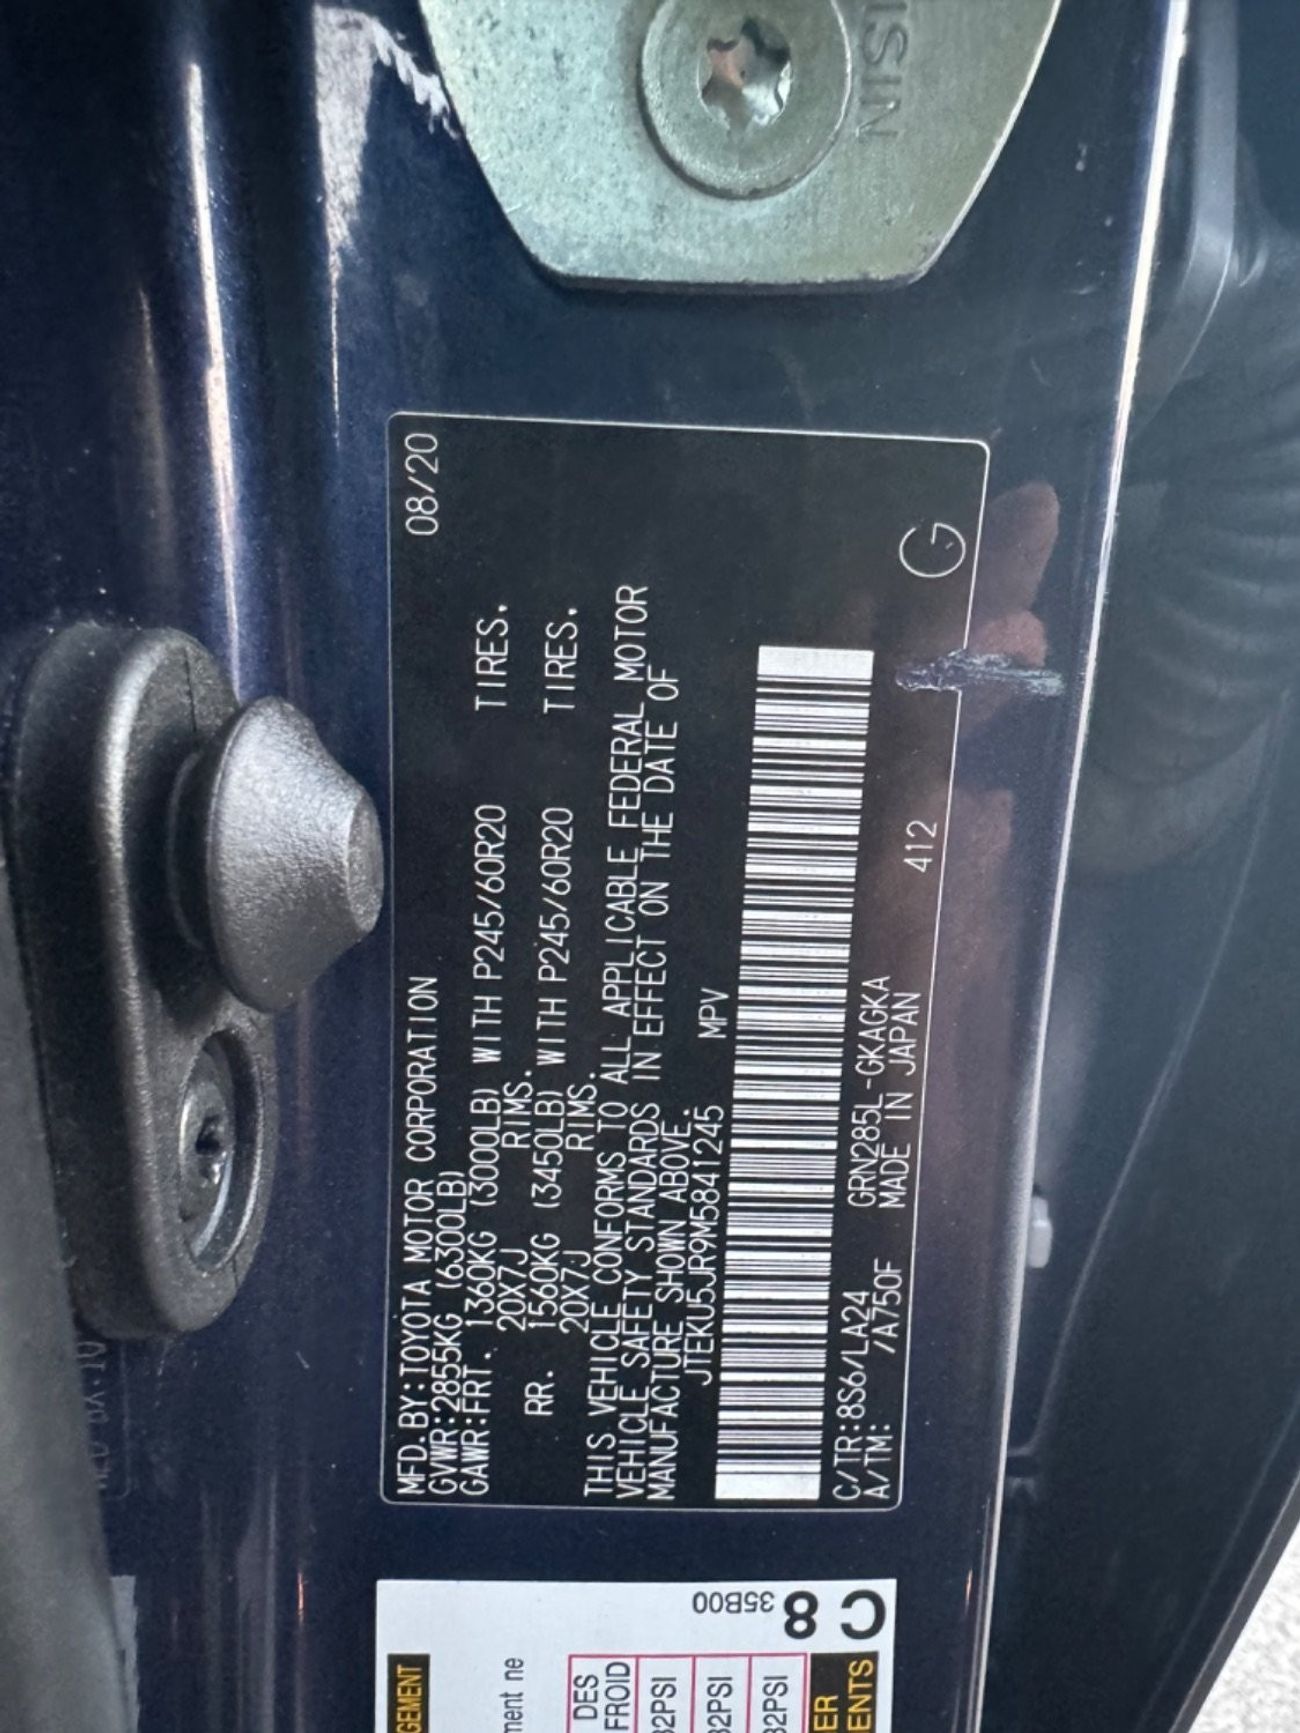 MFD.BY:TOYOTA MOTOR CORPORATION 08/20
GVWR:2855KG (6300LB)
GAWR:FRT. 1360KG (3000LB) WITH P245/60R20 TIRES.
20X7J RIMS.
RR. 1560KG (3450LB) WITH P245/60R20 TIRES.
20X7J RIMS.
THIS VEHICLE CONFORMS TO ALL APPLICABLE FEDERAL MOTOR
VEHICLE SAFETY STANDARDS IN EFFECT ON THE DATE OF
MANUFACTURE SHOWN ABOVE.
JTEKU5JR9M5841245 MPV
C/TR:8S6/LA24 GRN285L-GKAGKA
A/TM: /A750F MADE IN JAPAN 412
G
GEMENT
ment ne
DES
FROID
32PSI
32PSI
32PSI
ER
ENTS
C8
35B00